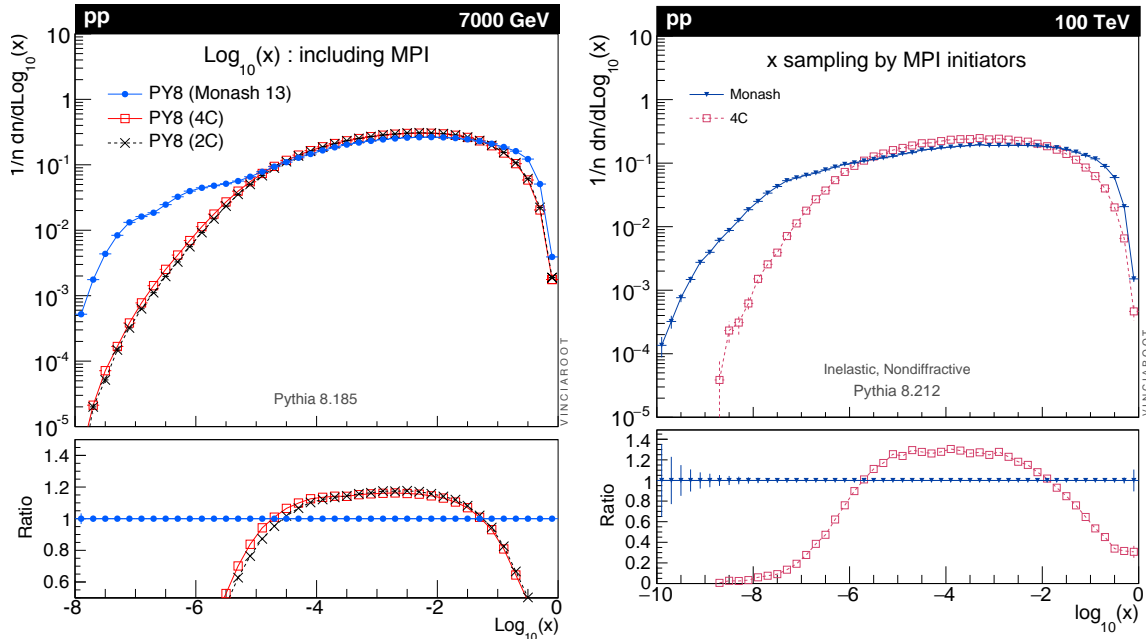 pp 7000 GeV
1/n dn/dLog₁₀(x)
10
1
10⁻¹
10⁻²
10⁻³
10⁻⁴
10⁻⁵
Log₁₀(x) : including MPI
PY8 (Monash 13)
PY8 (4C)
PY8 (2C)
Pythia 8.185
VINCIAROOT
Ratio
1.4
1.2
1
0.8
0.6
-8 -6 -4 -2 0
Log₁₀(x)
pp 100 TeV
1/n dn/dLog₁₀(x)
10
1
10⁻¹
10⁻²
10⁻³
10⁻⁴
10⁻⁵
x sampling by MPI initiators
Monash
4C
Inelastic, Nondiffractive
Pythia 8.212
VINCIAROOT
Ratio
1.4
1.2
1
0.8
0.6
0.4
0.2
0
−10 −8 −6 −4 −2 0
log₁₀(x)